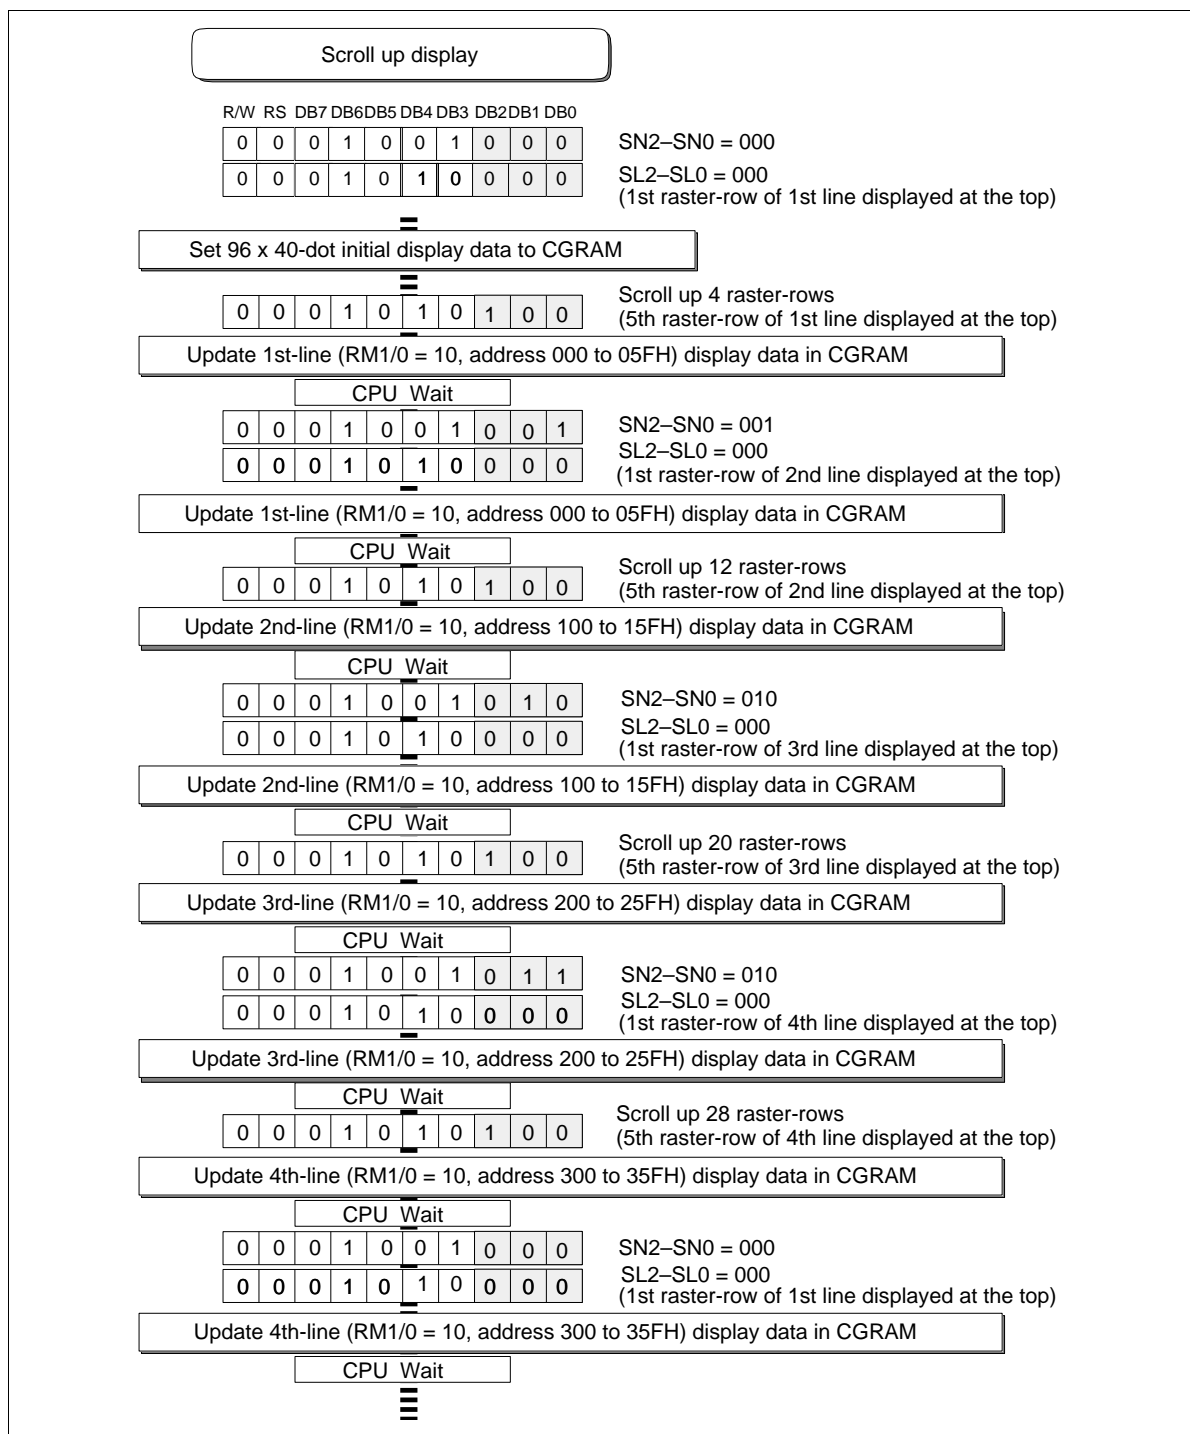 Scroll up display
R/W RS DB7 DB6 DB5 DB4 DB3 DB2 DB1 DB0
0 0 0 1 0 0 1 0 0 0 SN2–SN0 = 000
0 0 0 1 0 1 0 0 0 0 SL2–SL0 = 000
(1st raster-row of 1st line displayed at the top)
Set 96 x 40-dot initial display data to CGRAM
Scroll up 4 raster-rows
0 0 0 1 0 1 0 1 0 0 (5th raster-row of 1st line displayed at the top)
Update 1st-line (RM1/0 = 10, address 000 to 05FH) display data in CGRAM
CPU Wait
0 0 0 1 0 0 1 0 0 1 SN2–SN0 = 001
0 0 0 1 0 1 0 0 0 0 SL2–SL0 = 000
(1st raster-row of 2nd line displayed at the top)
Update 1st-line (RM1/0 = 10, address 000 to 05FH) display data in CGRAM
CPU Wait
Scroll up 12 raster-rows
0 0 0 1 0 1 0 1 0 0 (5th raster-row of 2nd line displayed at the top)
Update 2nd-line (RM1/0 = 10, address 100 to 15FH) display data in CGRAM
CPU Wait
0 0 0 1 0 0 1 0 1 0 SN2–SN0 = 010
0 0 0 1 0 1 0 0 0 0 SL2–SL0 = 000
(1st raster-row of 3rd line displayed at the top)
Update 2nd-line (RM1/0 = 10, address 100 to 15FH) display data in CGRAM
CPU Wait
Scroll up 20 raster-rows
0 0 0 1 0 1 0 1 0 0 (5th raster-row of 3rd line displayed at the top)
Update 3rd-line (RM1/0 = 10, address 200 to 25FH) display data in CGRAM
CPU Wait
0 0 0 1 0 0 1 0 1 1 SN2–SN0 = 010
0 0 0 1 0 1 0 0 0 0 SL2–SL0 = 000
(1st raster-row of 4th line displayed at the top)
Update 3rd-line (RM1/0 = 10, address 200 to 25FH) display data in CGRAM
CPU Wait
Scroll up 28 raster-rows
0 0 0 1 0 1 0 1 0 0 (5th raster-row of 4th line displayed at the top)
Update 4th-line (RM1/0 = 10, address 300 to 35FH) display data in CGRAM
CPU Wait
0 0 0 1 0 0 1 0 0 0 SN2–SN0 = 000
0 0 0 1 0 1 0 0 0 0 SL2–SL0 = 000
(1st raster-row of 1st line displayed at the top)
Update 4th-line (RM1/0 = 10, address 300 to 35FH) display data in CGRAM
CPU Wait